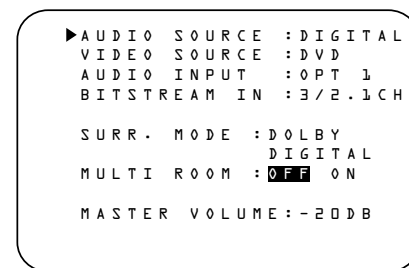 ▶AUDIO SOURCE :DIGITAL
VIDEO SOURCE :DVD
AUDIO INPUT :OPT 1
BITSTREAM IN :3/2.1CH
SURR. MODE :DOLBY
DIGITAL
MULTI ROOM :OFF ON
MASTER VOLUME:-20DB